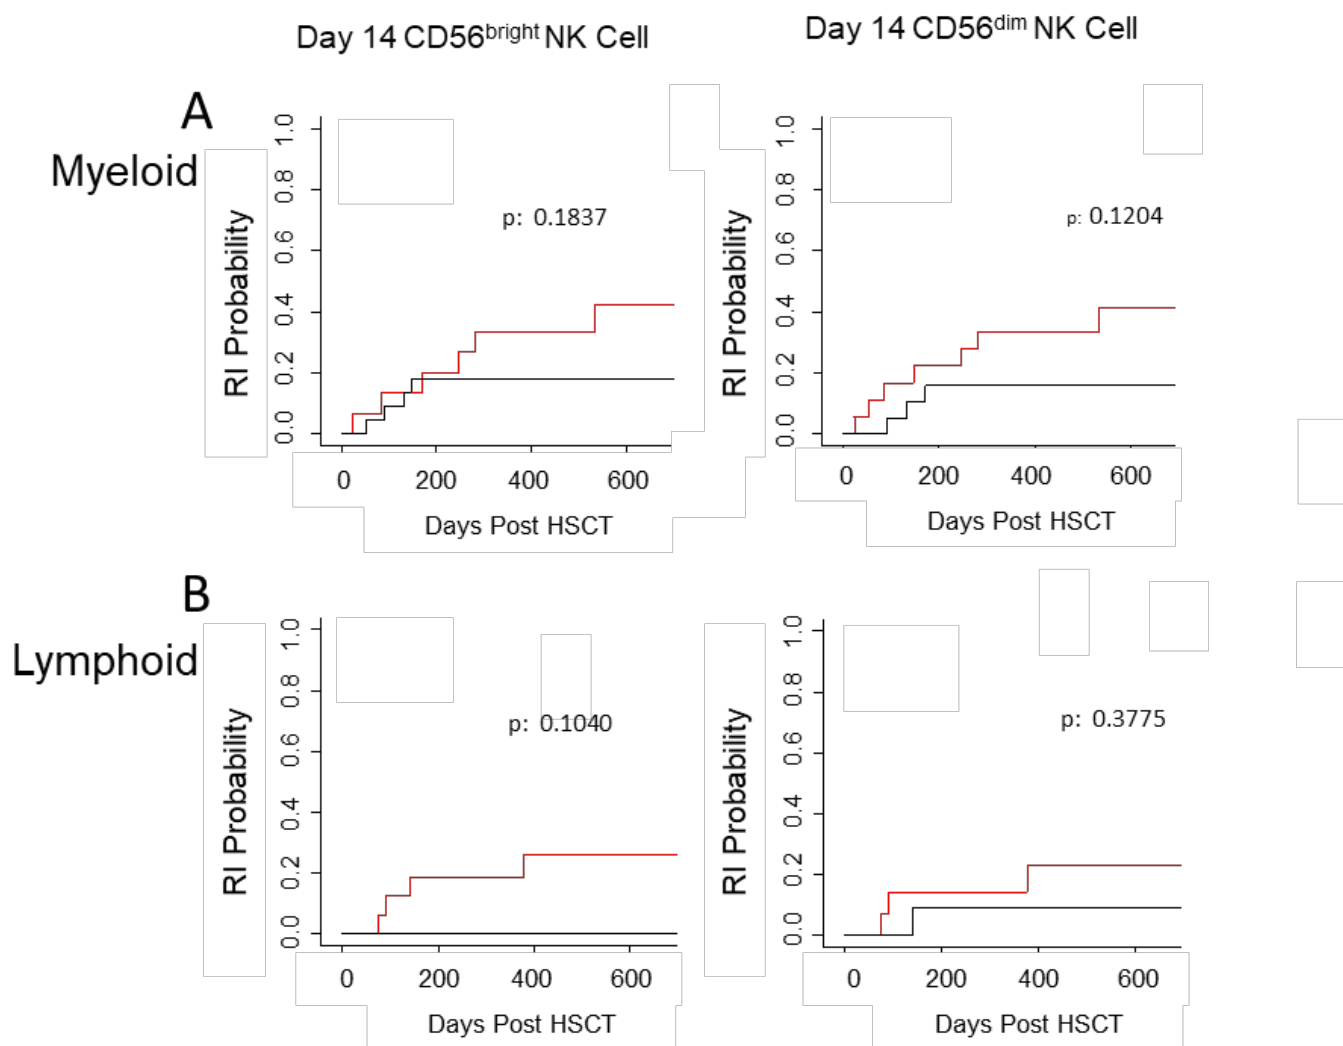 Day 14 CD56bright NK Cell
Day 14 CD56dim NK Cell
A
Myeloid
RI Probability
1.0
0.8
0.6
0.4
0.2
0.0
p: 0.1837
0 200 400 600
Days Post HSCT
RI Probability
1.0
0.8
0.6
0.4
0.2
0.0
p: 0.1204
0 200 400 600
Days Post HSCT
B
Lymphoid
RI Probability
1.0
0.8
0.6
0.4
0.2
0.0
p: 0.1040
0 200 400 600
Days Post HSCT
RI Probability
1.0
0.8
0.6
0.4
0.2
0.0
p: 0.3775
0 200 400 600
Days Post HSCT